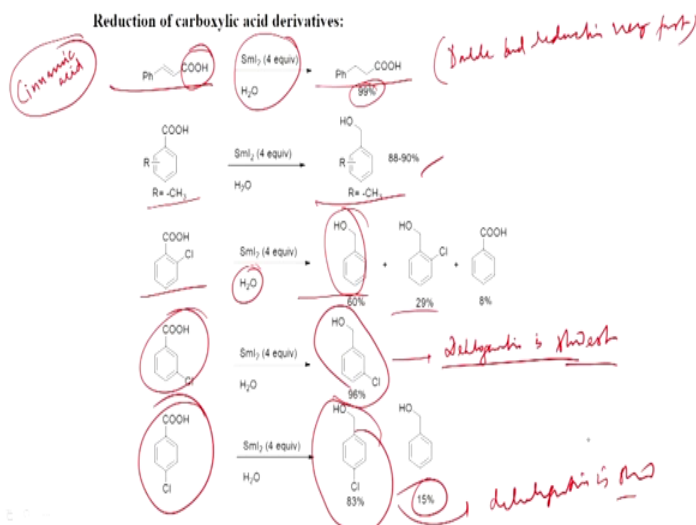 Reduction of carboxylic acid derivatives:
Cinnamic acid
Ph COOH
SmI2 (4 equiv)
H2O
Ph COOH
99%
(Double bond reduction very fast)
COOH
R
R= -CH3
SmI2 (4 equiv)
H2O
HO
R
R= -CH3
88-90%
COOH
Cl
SmI2 (4 equiv)
H2O
HO
60%
+
HO
Cl
29%
+
COOH
8%
COOH
Cl
SmI2 (4 equiv)
H2O
HO
Cl
96%
is
COOH
Cl
SmI2 (4 equiv)
H2O
HO
Cl
83%
HO
15%
is